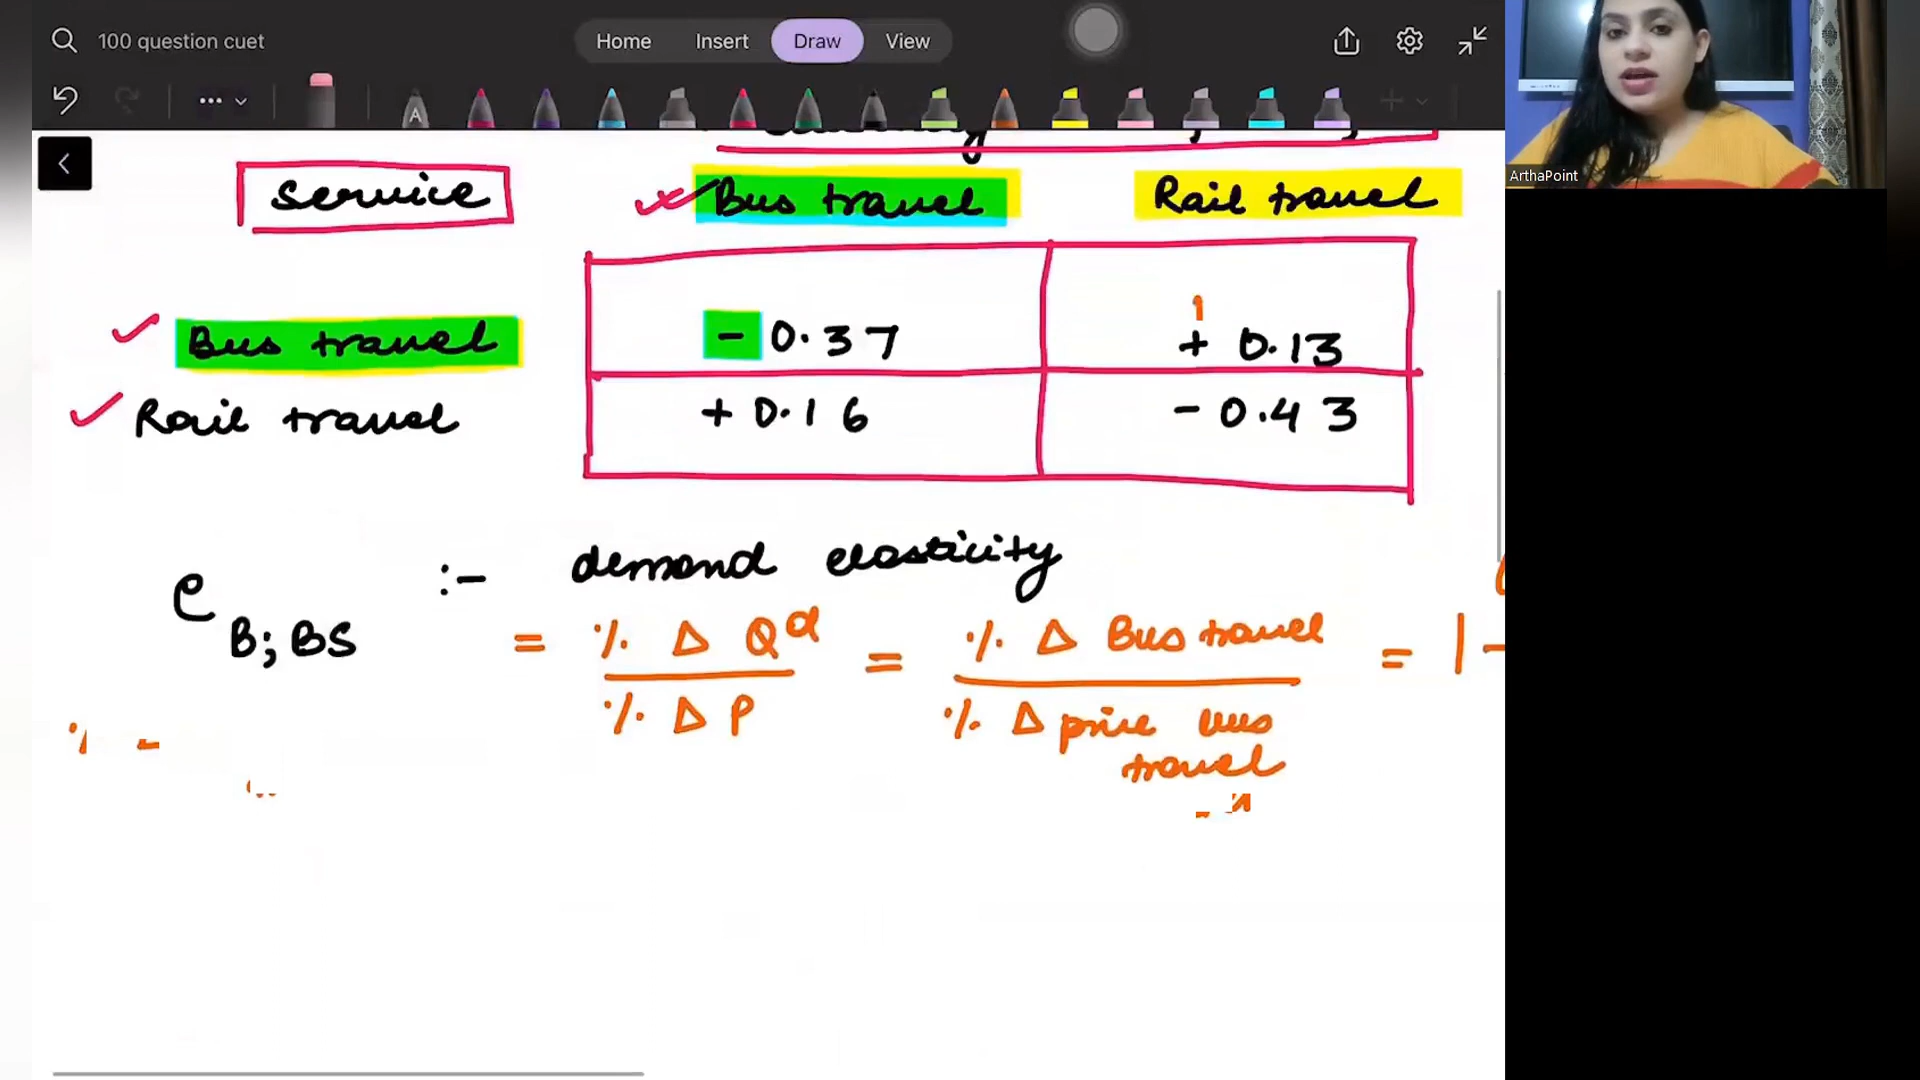 100 question cuet
Home Insert Draw View
A
ArthaPoint
Service Bus travel Rail travel
Bus travel - 0.37 + 0.13
Rail travel + 0.16 - 0.43
e B; BS :- demand elasticity
= % Δ Qd / % Δ P = % Δ Bus travel / % Δ price bus travel = | -